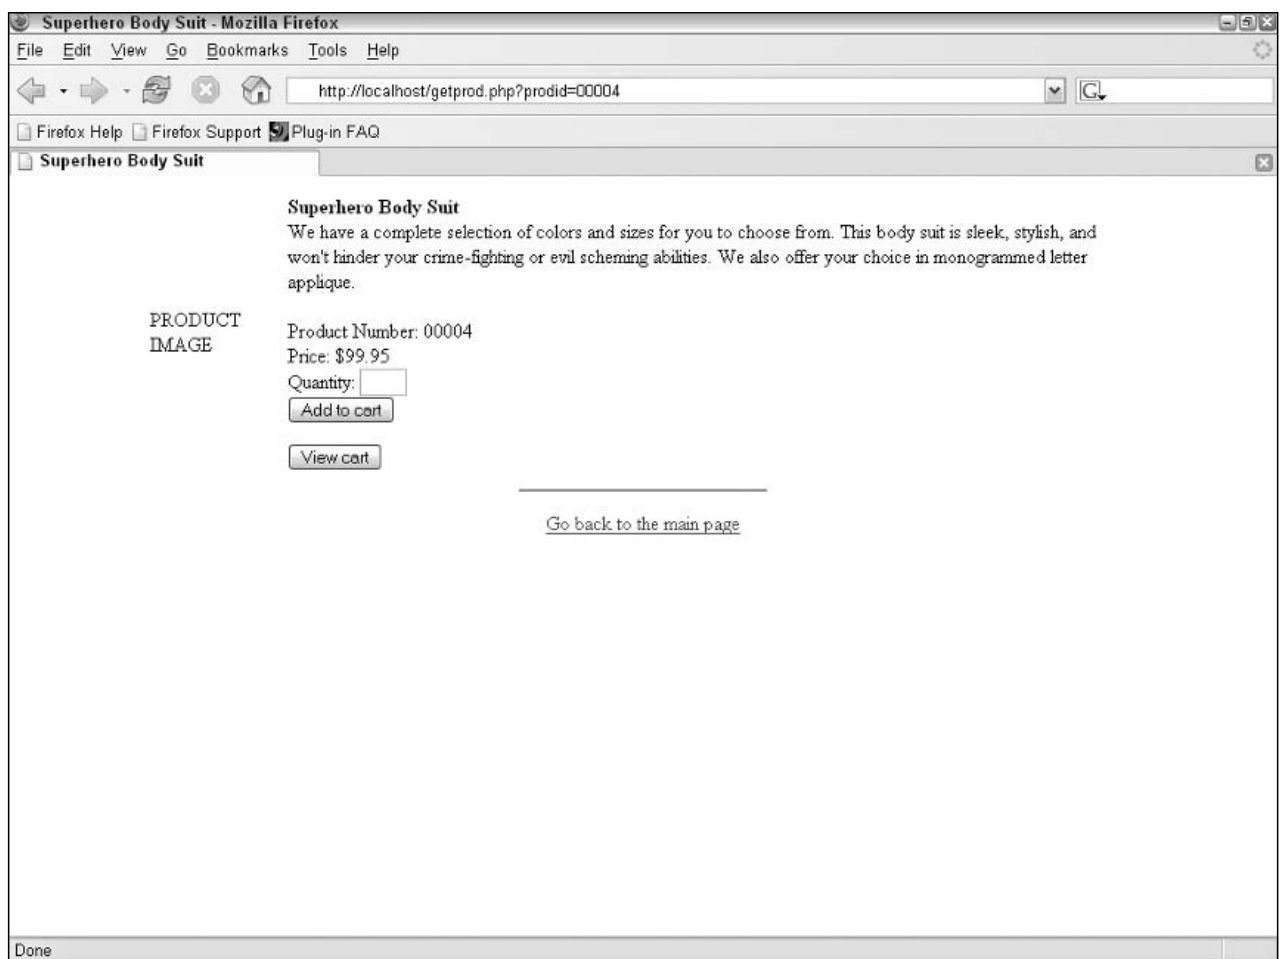 Superhero Body Suit - Mozilla Firefox
File Edit View Go Bookmarks Tools Help
http://localhost/getprod.php?prodid=00004
G
Firefox Help Firefox Support Plug-in FAQ
Superhero Body Suit
Superhero Body Suit
We have a complete selection of colors and sizes for you to choose from. This body suit is sleek, stylish, and
won't hinder your crime-fighting or evil scheming abilities. We also offer your choice in monogrammed letter
applique.
PRODUCT
IMAGE
Product Number: 00004
Price: $99.95
Quantity:
Add to cart
View cart
Go back to the main page
Done